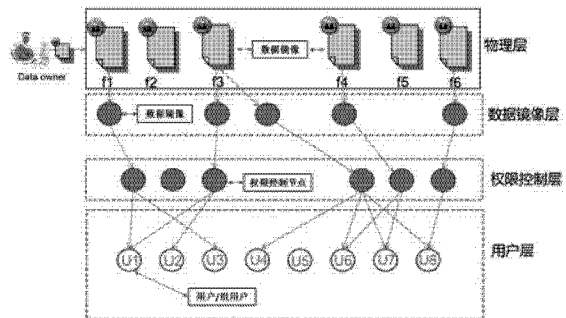 数据镜像
物理层
Data owner
f1
f2
f3
f4
f5
f6
数据镜像
数据镜像层
权限控制节点
权限控制层
U1
U2
U3
U4
U5
U6
U7
U8
用户层
用户/组用户